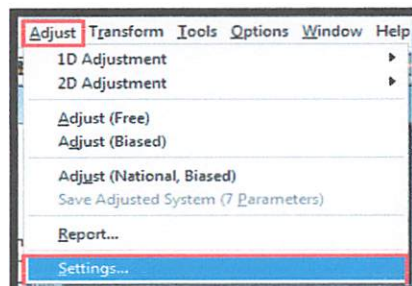 Adjust Transform Tools Options Window Help
1D Adjustment
2D Adjustment
Adjust (Free)
Adjust (Biased)
Adjust (National, Biased)
Save Adjusted System (7 Parameters)
Report...
Settings...